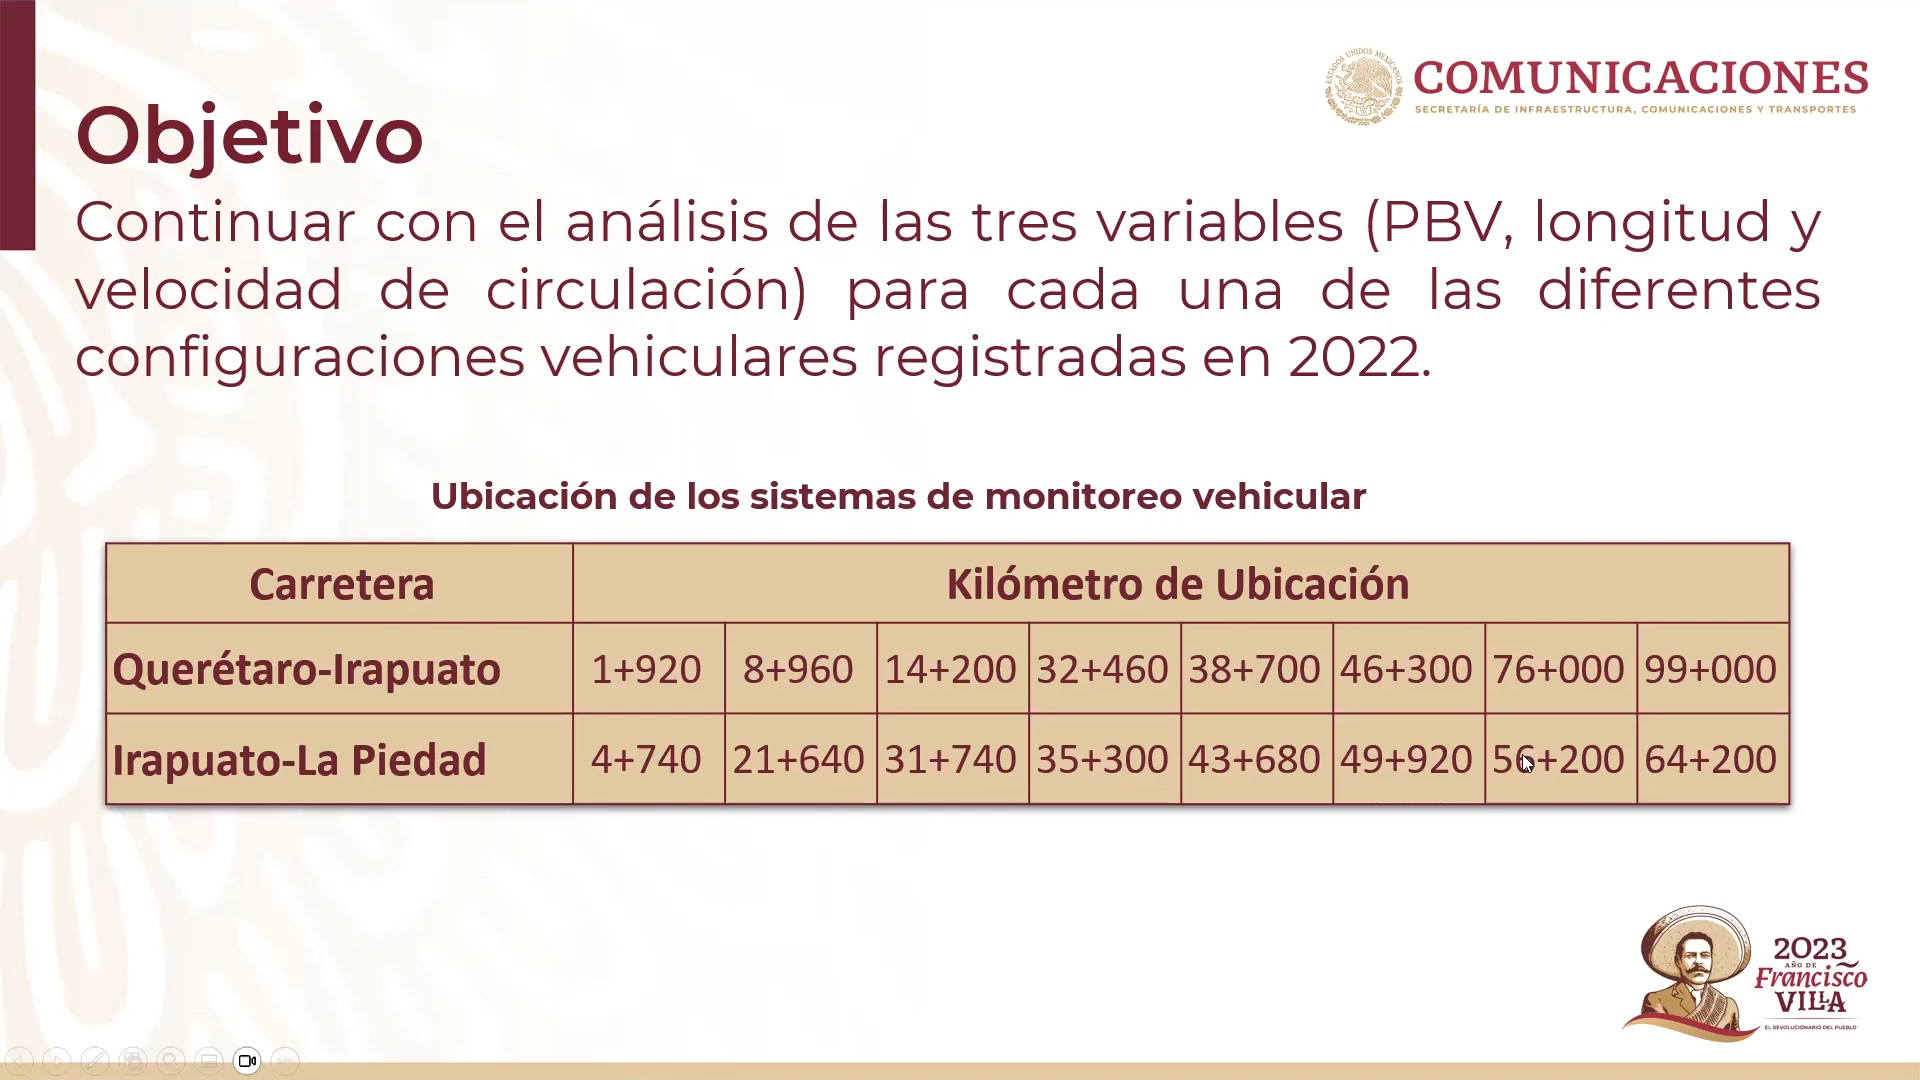 COMUNICACIONES
SECRETARÍA DE INFRAESTRUCTURA, COMUNICACIONES Y TRANSPORTES
Objetivo
Continuar con el análisis de las tres variables (PBV, longitud y
velocidad de circulación) para cada una de las diferentes
configuraciones vehiculares registradas en 2022.
Ubicación de los sistemas de monitoreo vehicular
Carretera Kilómetro de Ubicación
Querétaro-Irapuato 1+920 8+960 14+200 32+460 38+700 46+300 76+000 99+000
Irapuato-La Piedad 4+740 21+640 31+740 35+300 43+680 49+920 56+200 64+200
2023
AÑO DE
Francisco
VILLA
EL REVOLUCIONARIO DEL PUEBLO